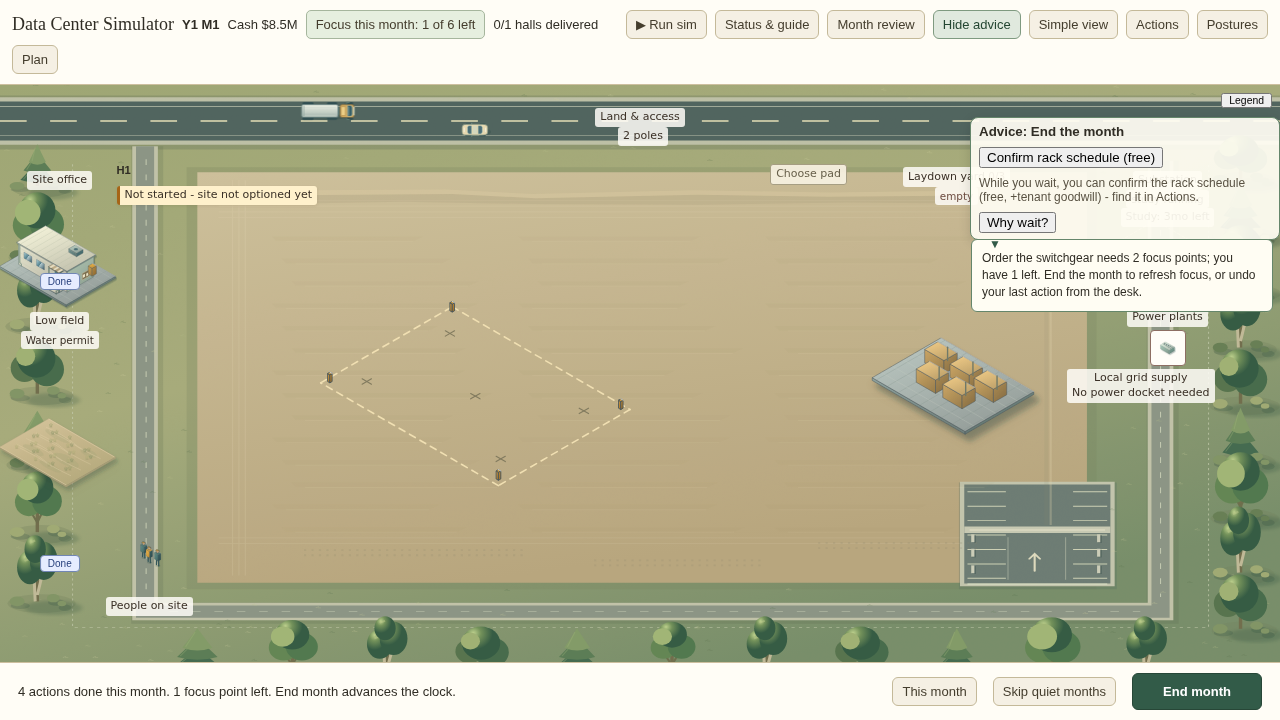 Data Center Simulator Y1 M1 Cash $8.5M Focus this month: 1 of 6 left 0/1 halls delivered ▶ Run sim Status & guide Month review Hide advice Simple view Actions Postures
Plan
Legend
Land & access
2 poles
Advice: End the month
Confirm rack schedule (free)
While you wait, you can confirm the rack schedule
(free, +tenant goodwill) - find it in Actions.
Why wait?
Order the switchgear needs 2 focus points; you
have 1 left. End the month to refresh focus, or undo
your last action from the desk.
H1
Site office
Not started - site not optioned yet
Choose pad
Laydown ya
empty
Study: 3mo left
Done
Low field
Water permit
Power plants
Local grid supply
No power docket needed
Done
People on site
4 actions done this month. 1 focus point left. End month advances the clock.
This month Skip quiet months End month